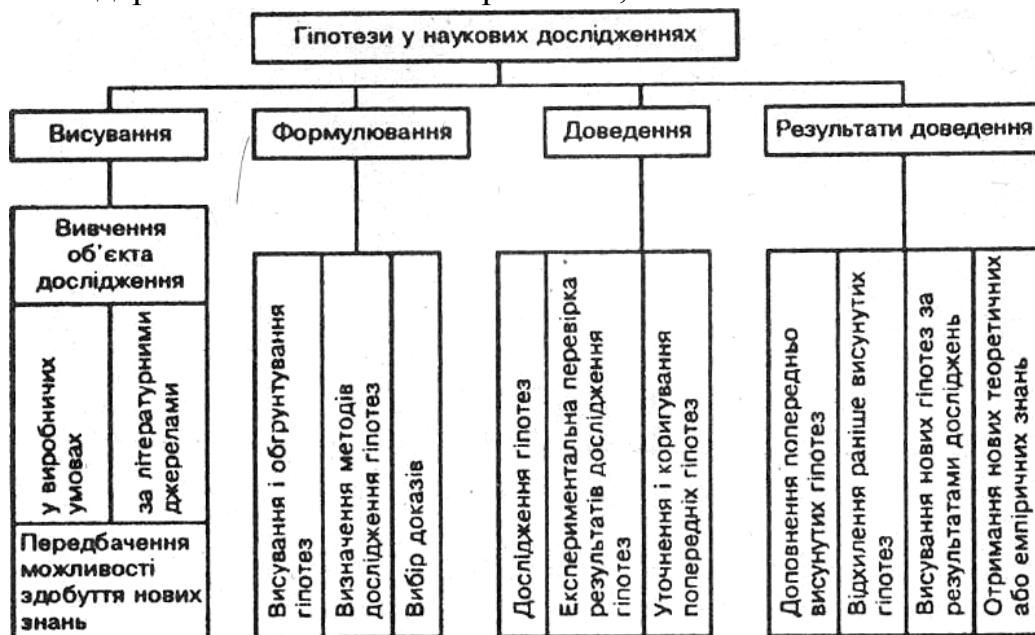 Гіпотези у наукових дослідженнях
Висування
Формулювання
Доведення
Результати доведення
Вивчення
об'єкта
дослідження
у виробничих
умовах
за літературними
джерелами
Передбачення
можливості
здобуття нових
знань
Висування і обгрунтування
гіпотез
Визначення методів
дослідження гіпотез
Вибір доказів
Дослідження гіпотез
Експериментальна перевірка
результатів дослідження
гіпотез
Уточнення і коригування
попередніх гіпотез
Доповнення попередньо
висунутих гіпотез
Відхилення раніше висунутих
гіпотез
Висування нових гіпотез за
результатами досліджень
Отримання нових теоретичних
або емпіричних знань